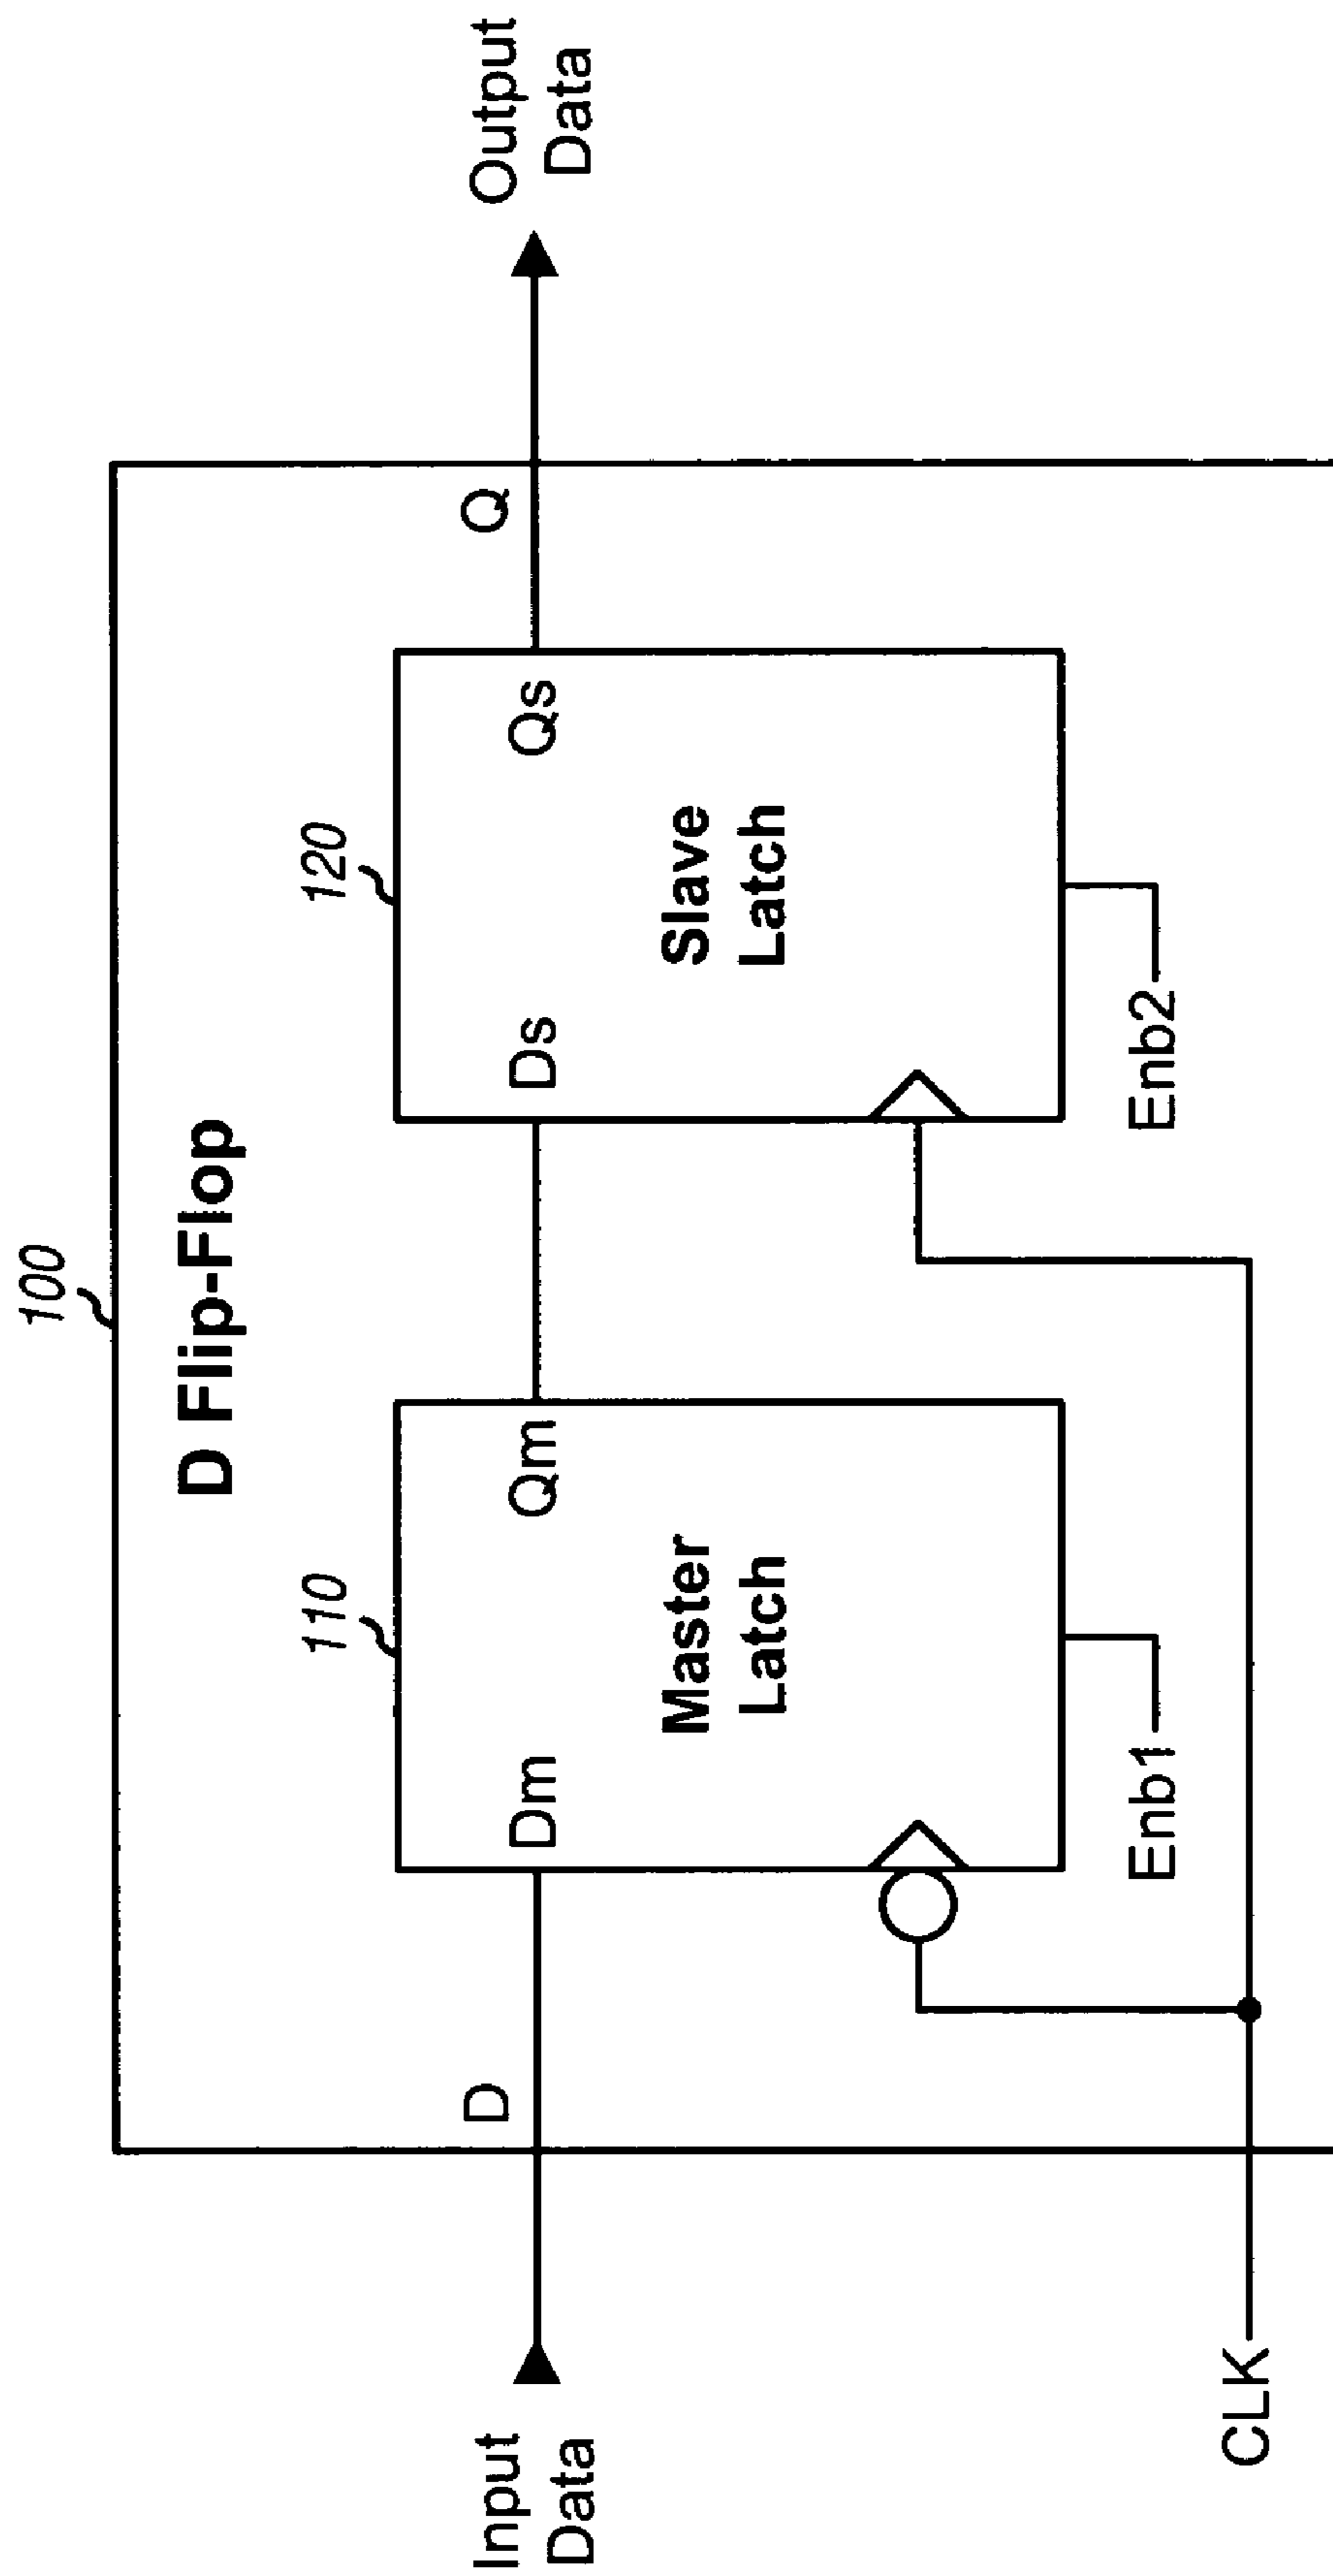 100
D Flip-Flop
110
120
Input
Data
D
Dm
Qm
Ds
Qs
Q
Output
Data
Master
Latch
Slave
Latch
Enb1
Enb2
CLK